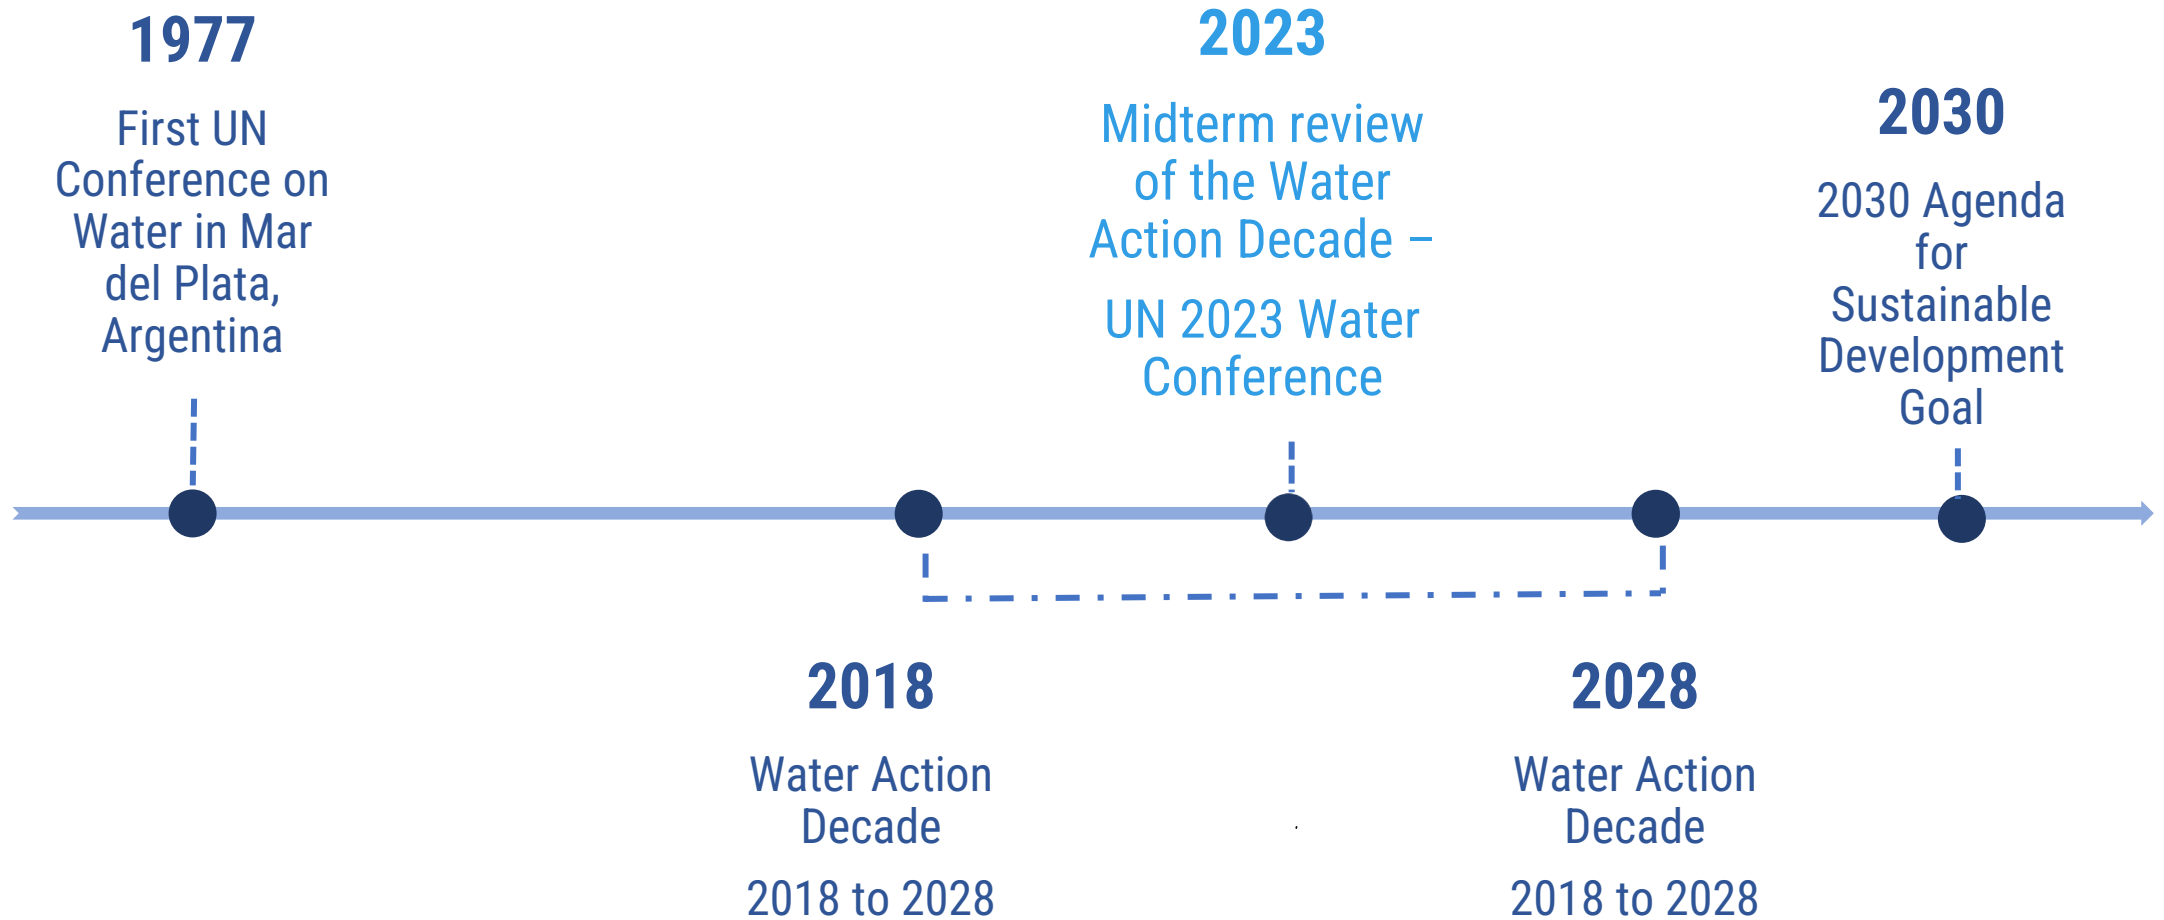 1977
First UN
Conference on
Water in Mar
del Plata,
Argentina
2023
Midterm review
of the Water
Action Decade –
UN 2023 Water
Conference
2030
2030 Agenda
for
Sustainable
Development
Goal
2018
Water Action
Decade
2018 to 2028
2028
Water Action
Decade
2018 to 2028